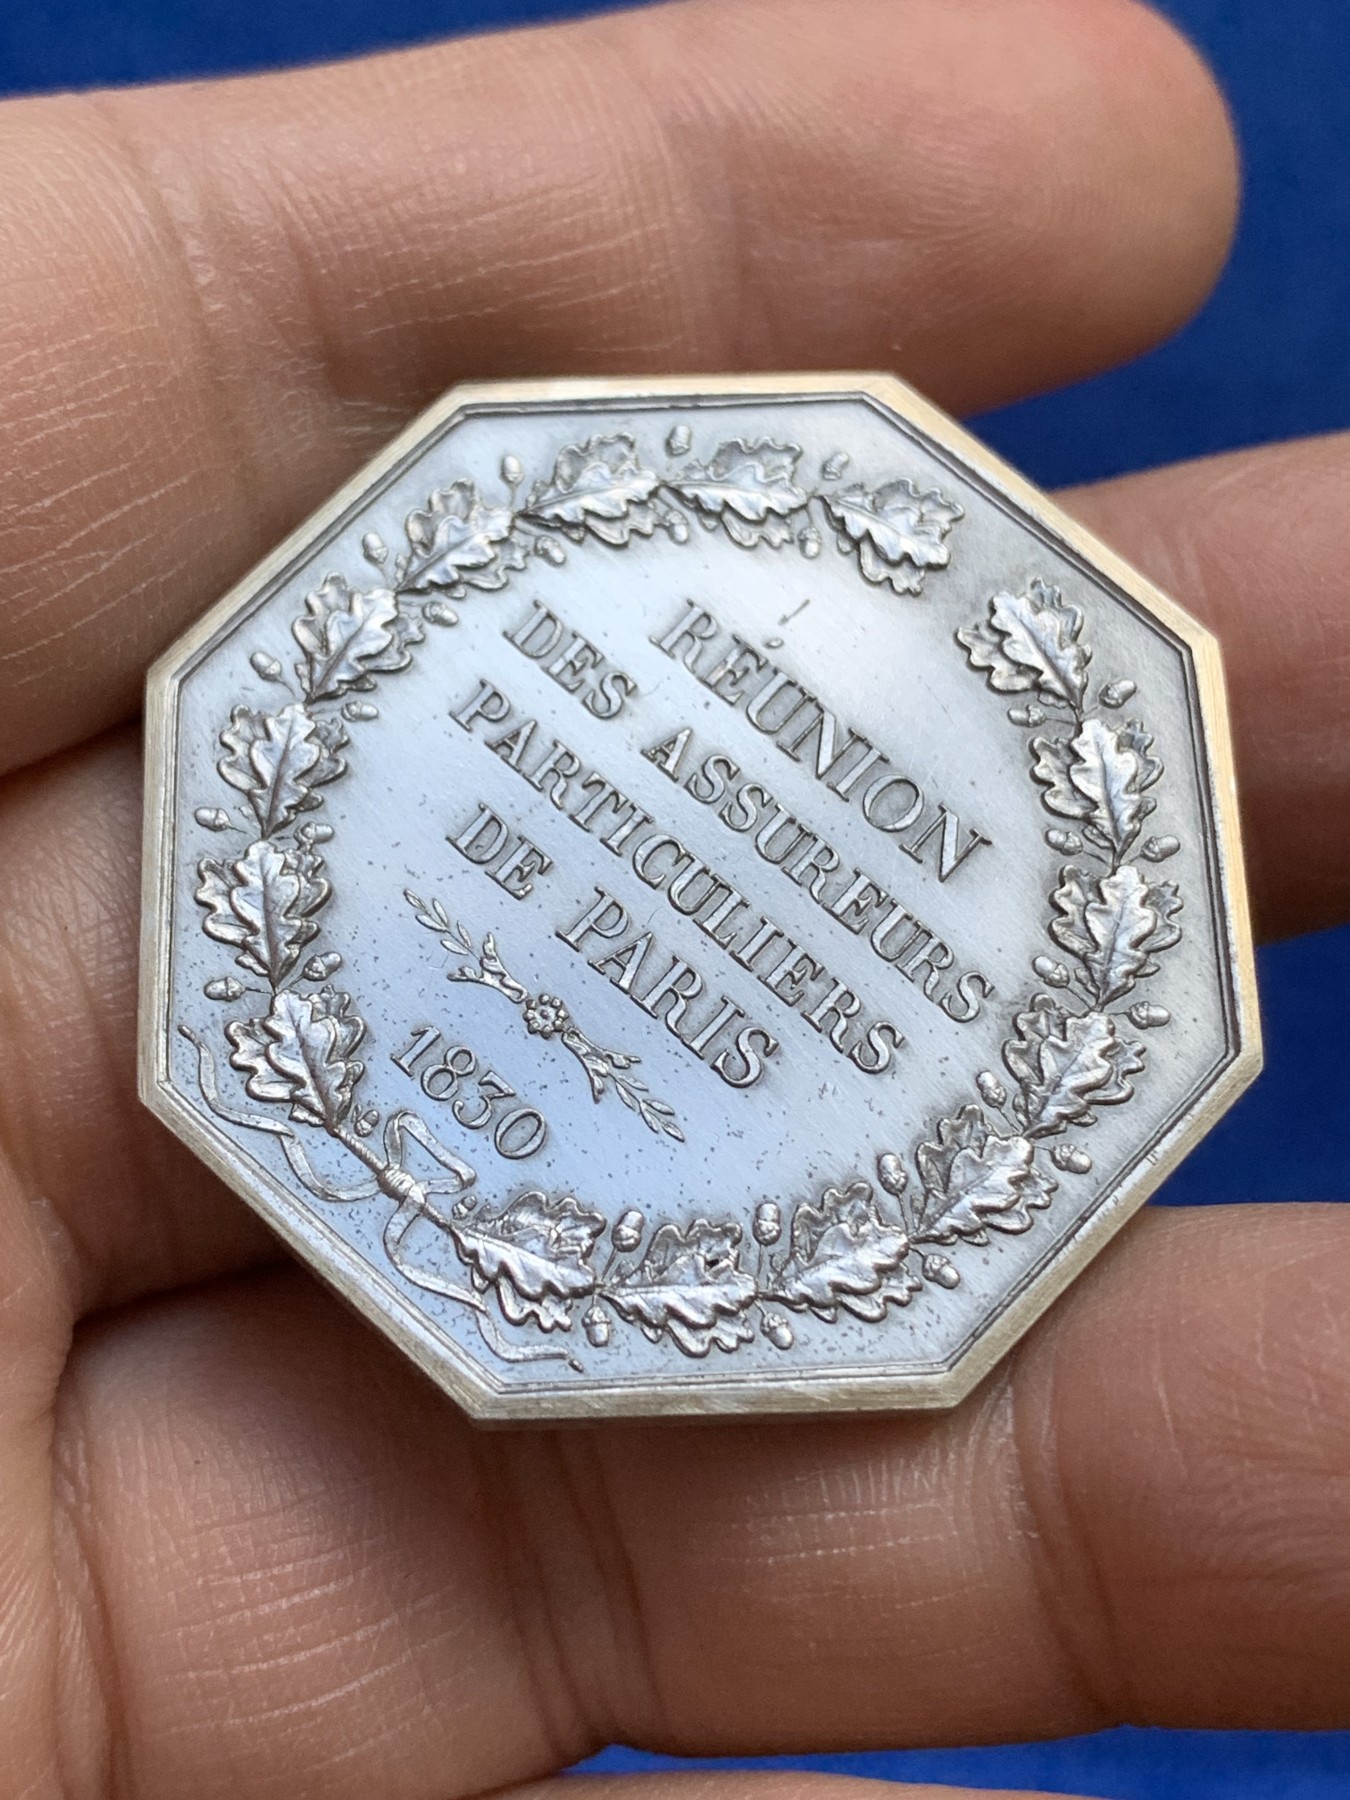 RÉUNION
DES ASSUREURS
PARTICULIERS
DE PARIS
1830